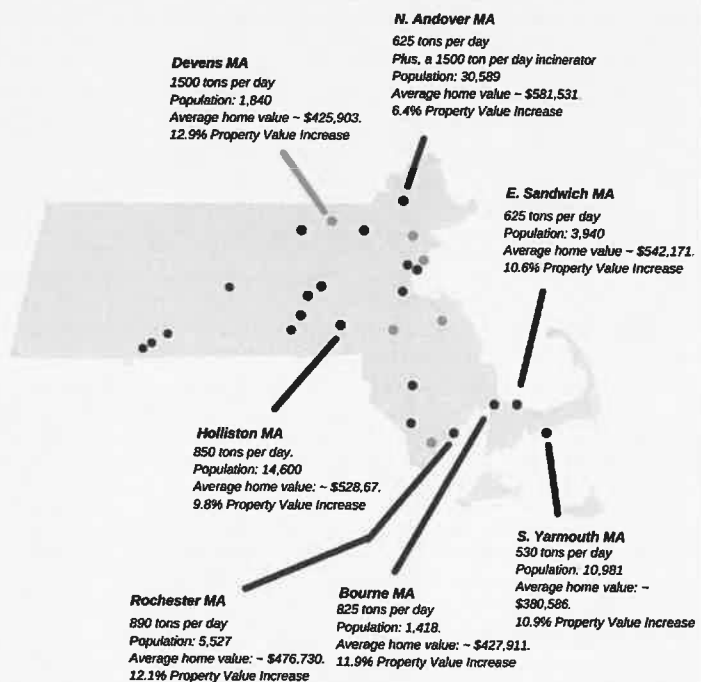 N. Andover MA
625 tons per day
Plus, a 1500 ton per day incinerator
Population: 30,589
Average home value ~ $581,531.
6.4% Property Value Increase
Devens MA
1500 tons per day
Population: 1,840
Average home value ~ $425,903.
12.9% Property Value Increase
E. Sandwich MA
625 tons per day
Population: 3,940
Average home value ~ $542,171.
10.6% Property Value Increase
Holliston MA
850 tons per day.
Population: 14,600
Average home value: ~ $528,67.
9.8% Property Value Increase
S. Yarmouth MA
530 tons per day
Population. 10,981
Average home value: ~
$380,586.
10.9% Property Value Increase
Rochester MA
890 tons per day
Population: 5,527
Average home value: ~ $476,730.
12.1% Property Value Increase
Bourne MA
825 tons per day
Population: 1,418.
Average home value: ~ $427,911.
11.9% Property Value Increase